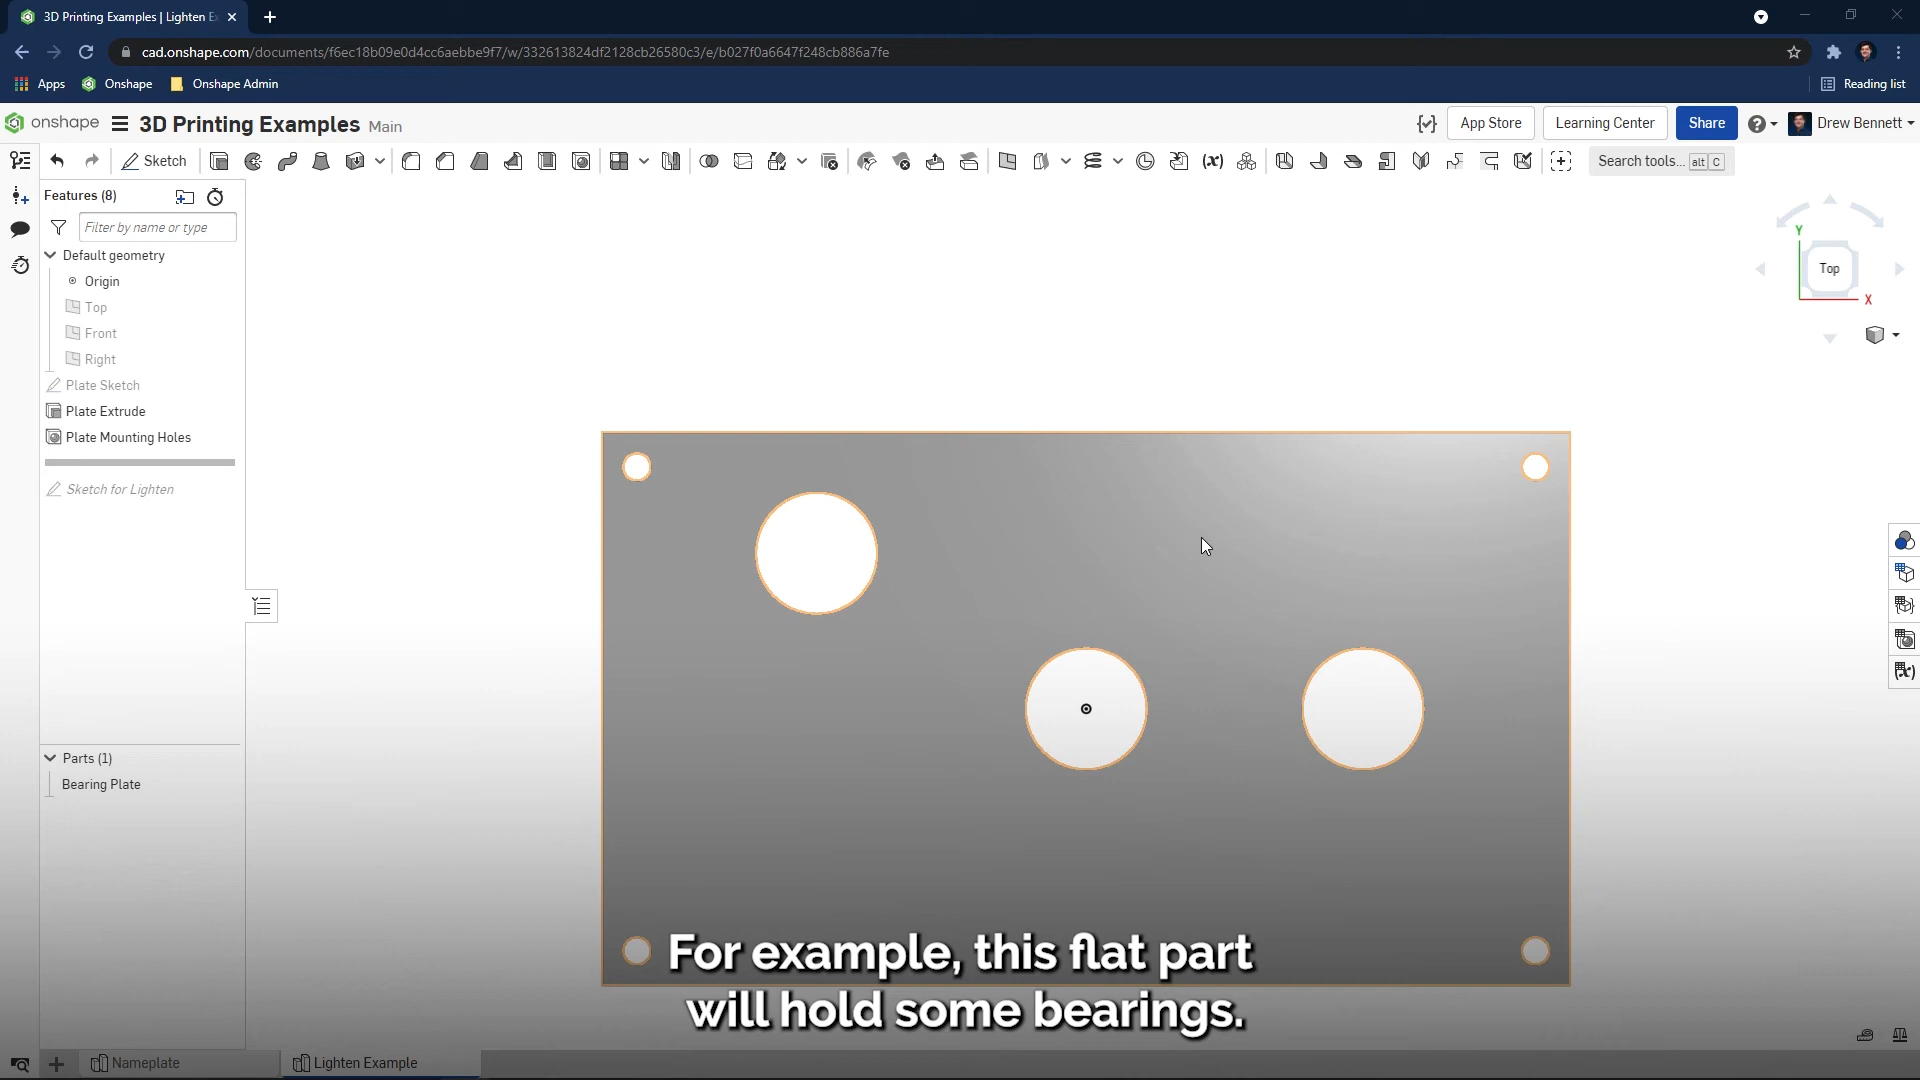 3D Printing Examples | Lighten E
cad.onshape.com/documents/f6ec18b09e0d4cc6aebbe9f7/w/332613824df2128cb26580c3/e/b027f0a6647f248cb886a7fe
Apps Onshape Onshape Admin Reading list
onshape 3D Printing Examples Main App Store Learning Center Share Drew Bennett
Sketch Search tools... alt C
Features (8)
Filter by name or type
Default geometry
Origin
Top
Front
Right
Plate Sketch
Plate Extrude
Plate Mounting Holes
Sketch for Lighten
Y
Top
X
Parts (1)
Bearing Plate
For example, this flat part
will hold some bearings.
Nameplate Lighten Example